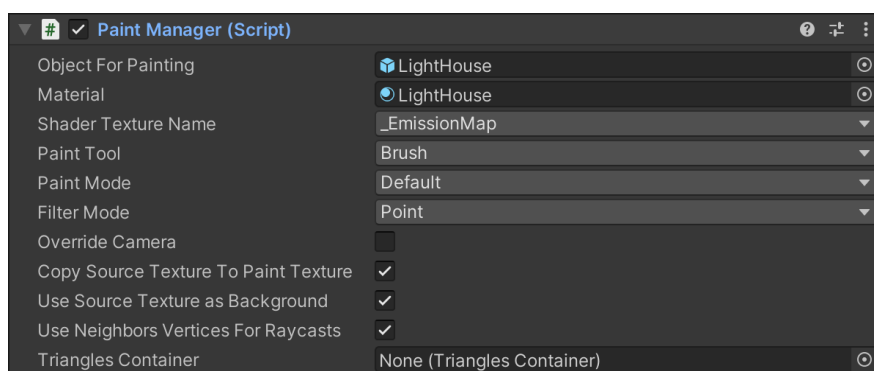 # Paint Manager (Script)
Object For Painting LightHouse
Material LightHouse
Shader Texture Name _EmissionMap
Paint Tool Brush
Paint Mode Default
Filter Mode Point
Override Camera
Copy Source Texture To Paint Texture
Use Source Texture as Background
Use Neighbors Vertices For Raycasts
Triangles Container None (Triangles Container)